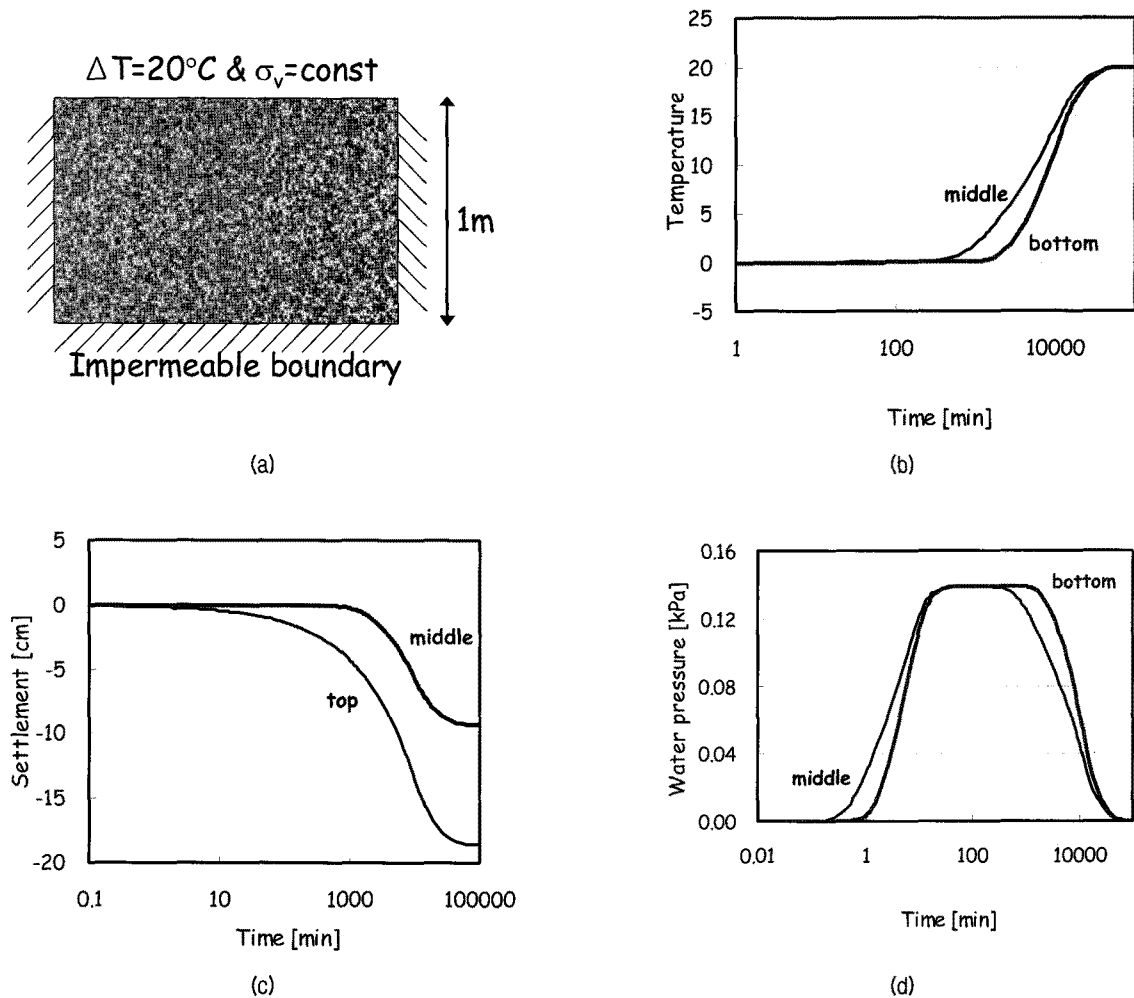 ΔT=20°C & σv=const
1m
Impermeable boundary
(a)
25
20
15
10
5
0
-5
Temperature
middle
bottom
1
100
10000
Time [min]
(b)
5
0
-5
-10
-15
-20
Settlement [cm]
middle
top
0.1
10
1000
100000
Time [min]
(c)
0.16
0.12
0.08
0.04
0.00
Water pressure [kPa]
bottom
middle
0.01
1
100
10000
Time [min]
(d)